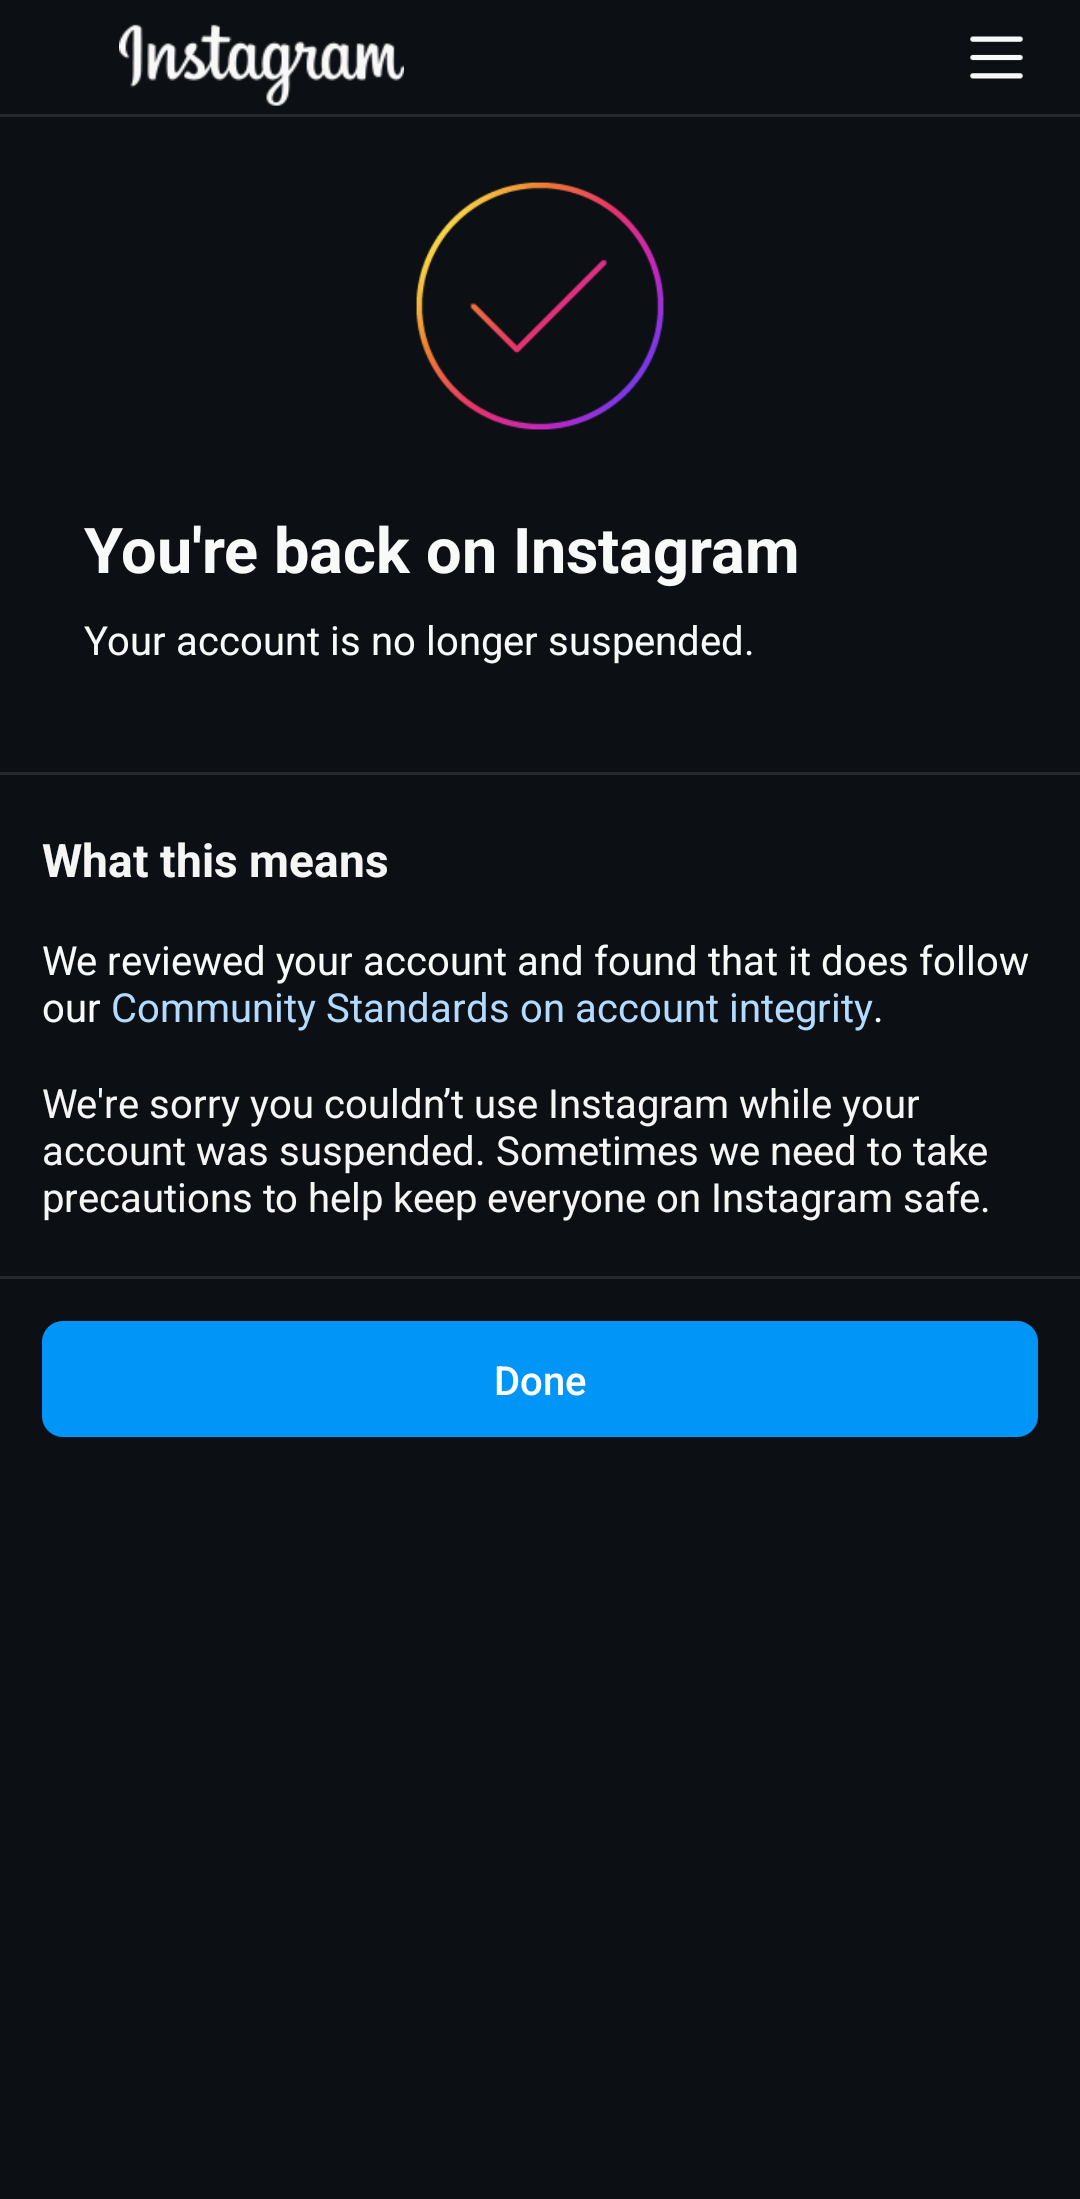 Instagram
You're back on Instagram
Your account is no longer suspended.
What this means
We reviewed your account and found that it does follow
our Community Standards on account integrity.
We're sorry you couldn’t use Instagram while your
account was suspended. Sometimes we need to take
precautions to help keep everyone on Instagram safe.
Done